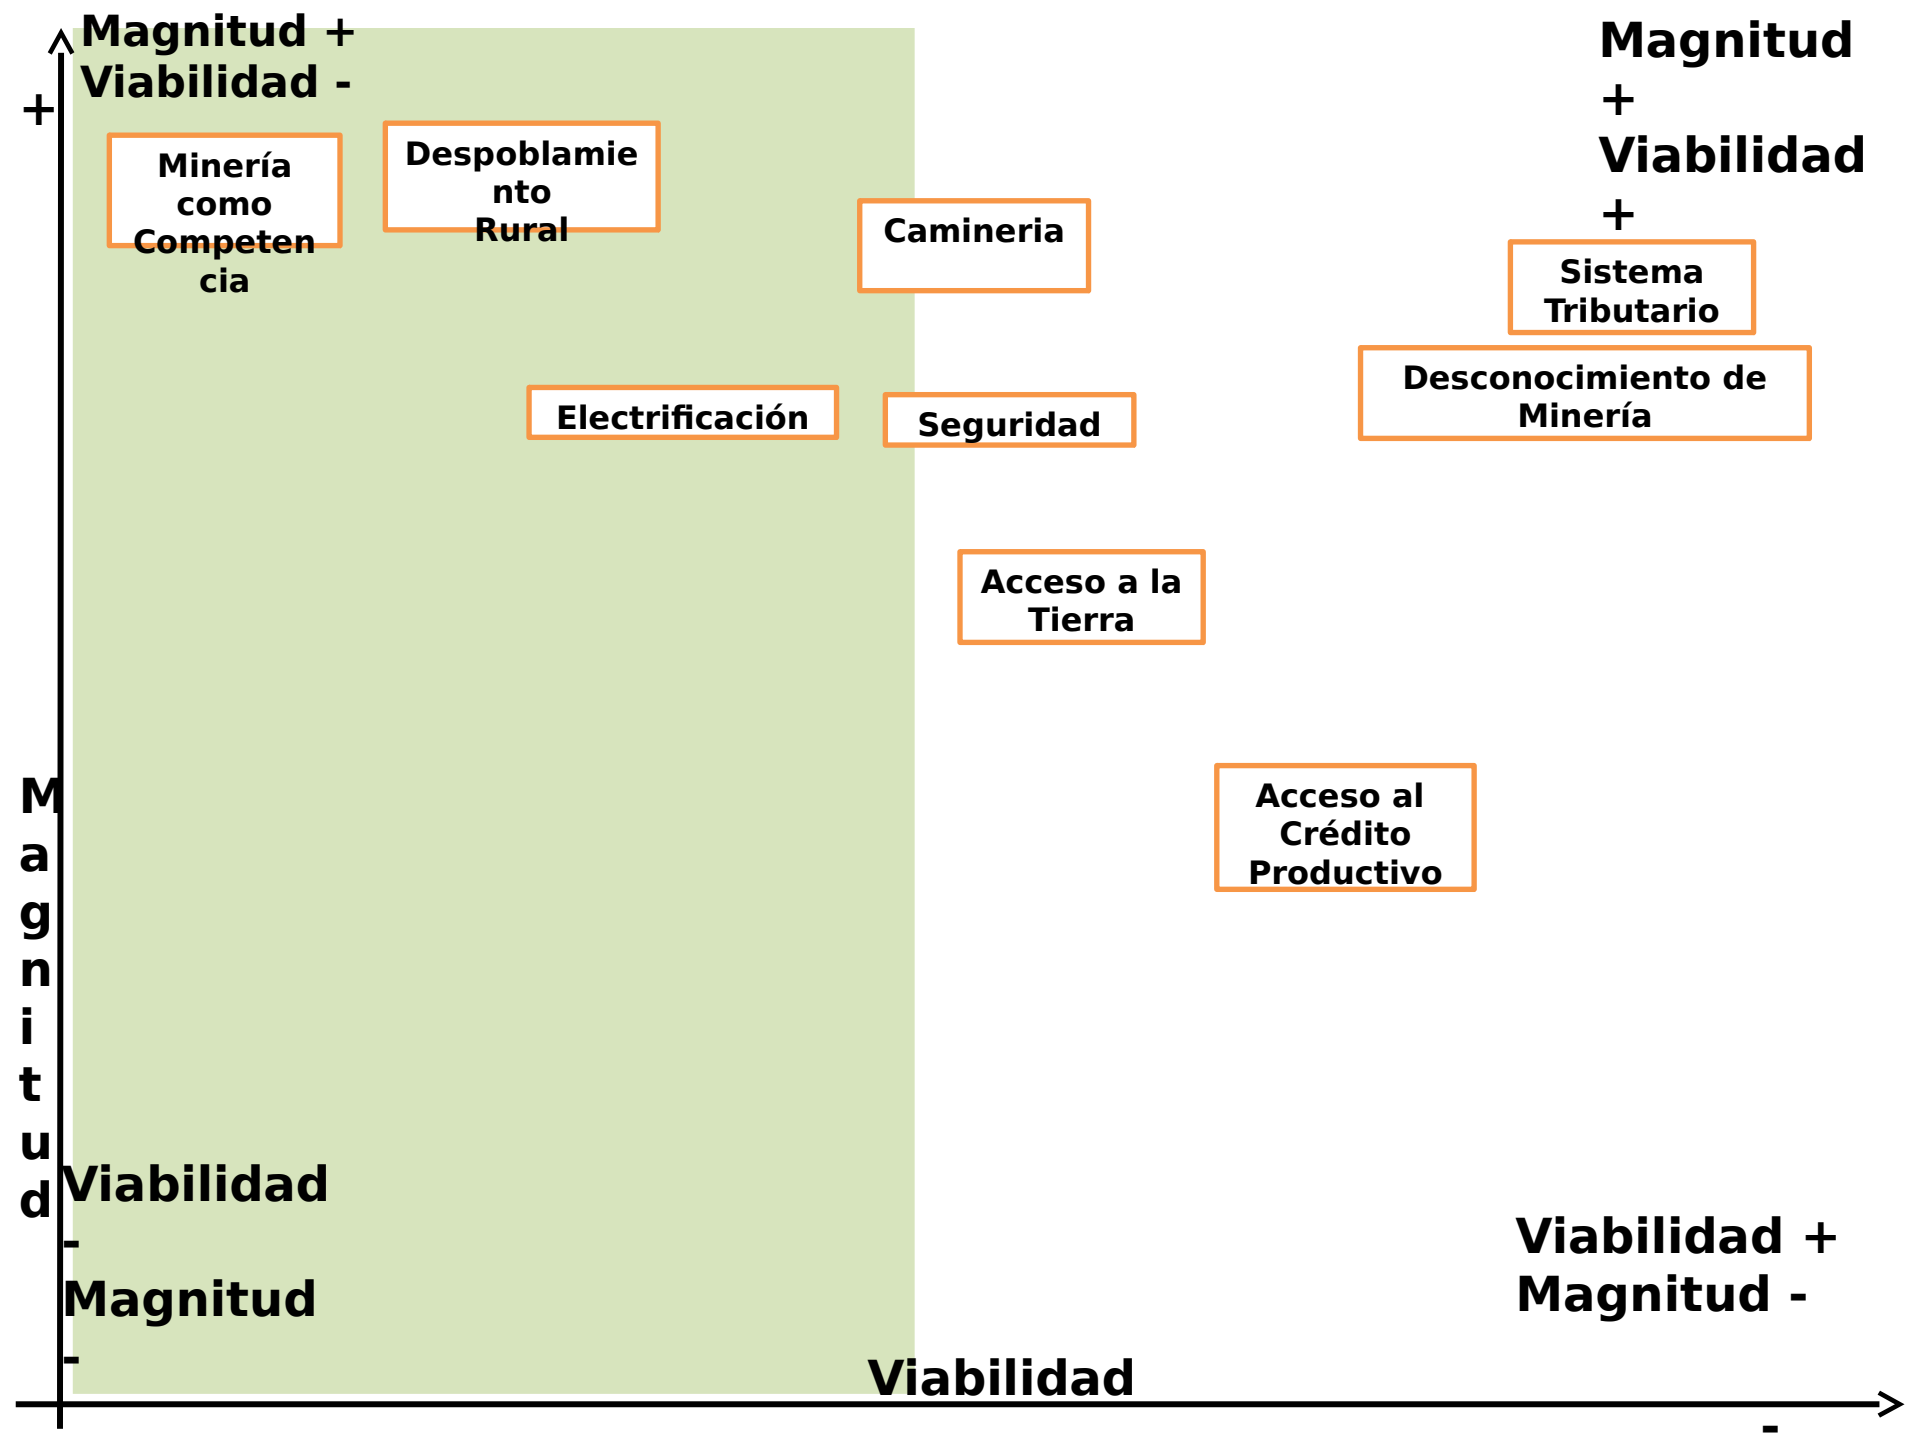 Magnitud +
Viabilidad -
+
Magnitud
+
Viabilidad
+
Minería
como
Competen
cia
Despoblamie
nto
Rural
Camineria
Sistema
Tributario
Desconocimiento de
Minería
Electrificación
Seguridad
Acceso a la
Tierra
Acceso al
Crédito
Productivo
M
a
g
n
i
t
u
d
Viabilidad
-
Magnitud
-
Viabilidad +
Magnitud -
Viabilidad
-